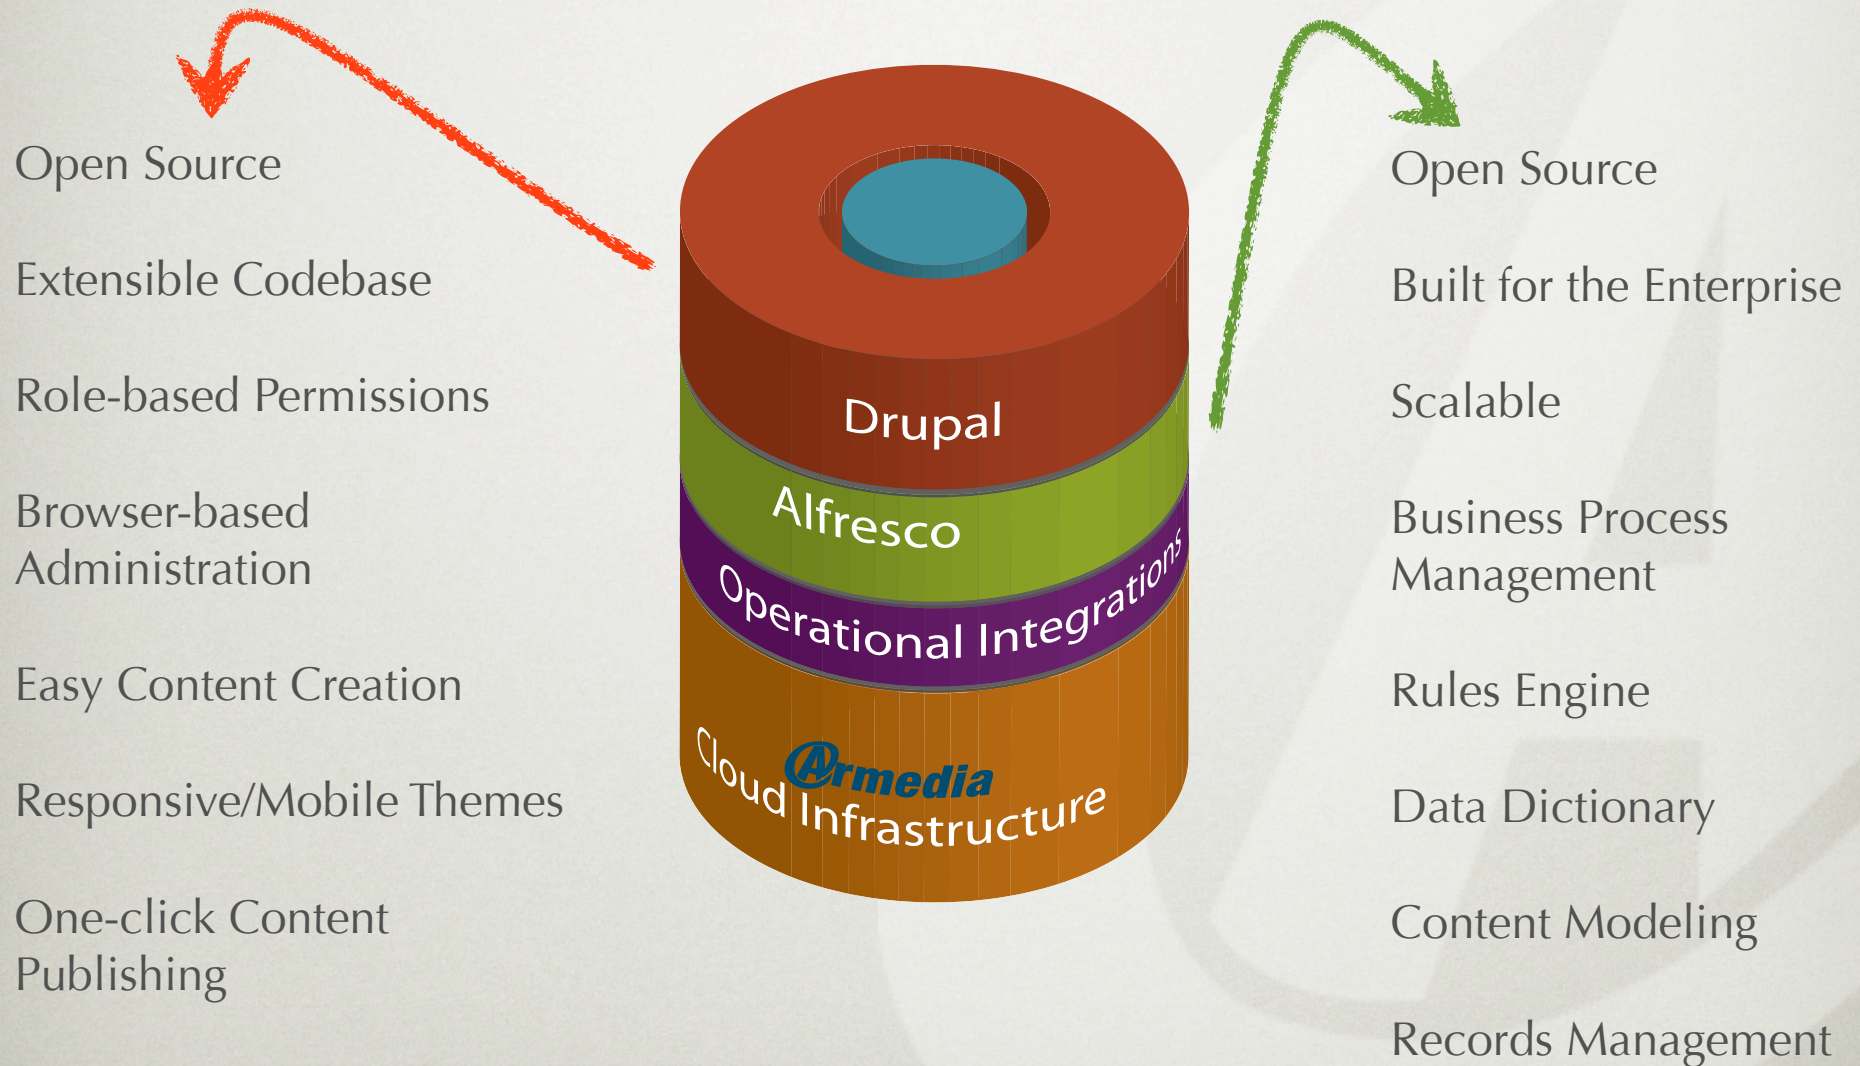 Open Source
Extensible Codebase
Role-based Permissions
Browser-based
Administration
Easy Content Creation
Responsive/Mobile Themes
One-click Content
Publishing
Drupal
Alfresco
Operational Integrations
Armedia
Cloud Infrastructure
Open Source
Built for the Enterprise
Scalable
Business Process
Management
Rules Engine
Data Dictionary
Content Modeling
Records Management